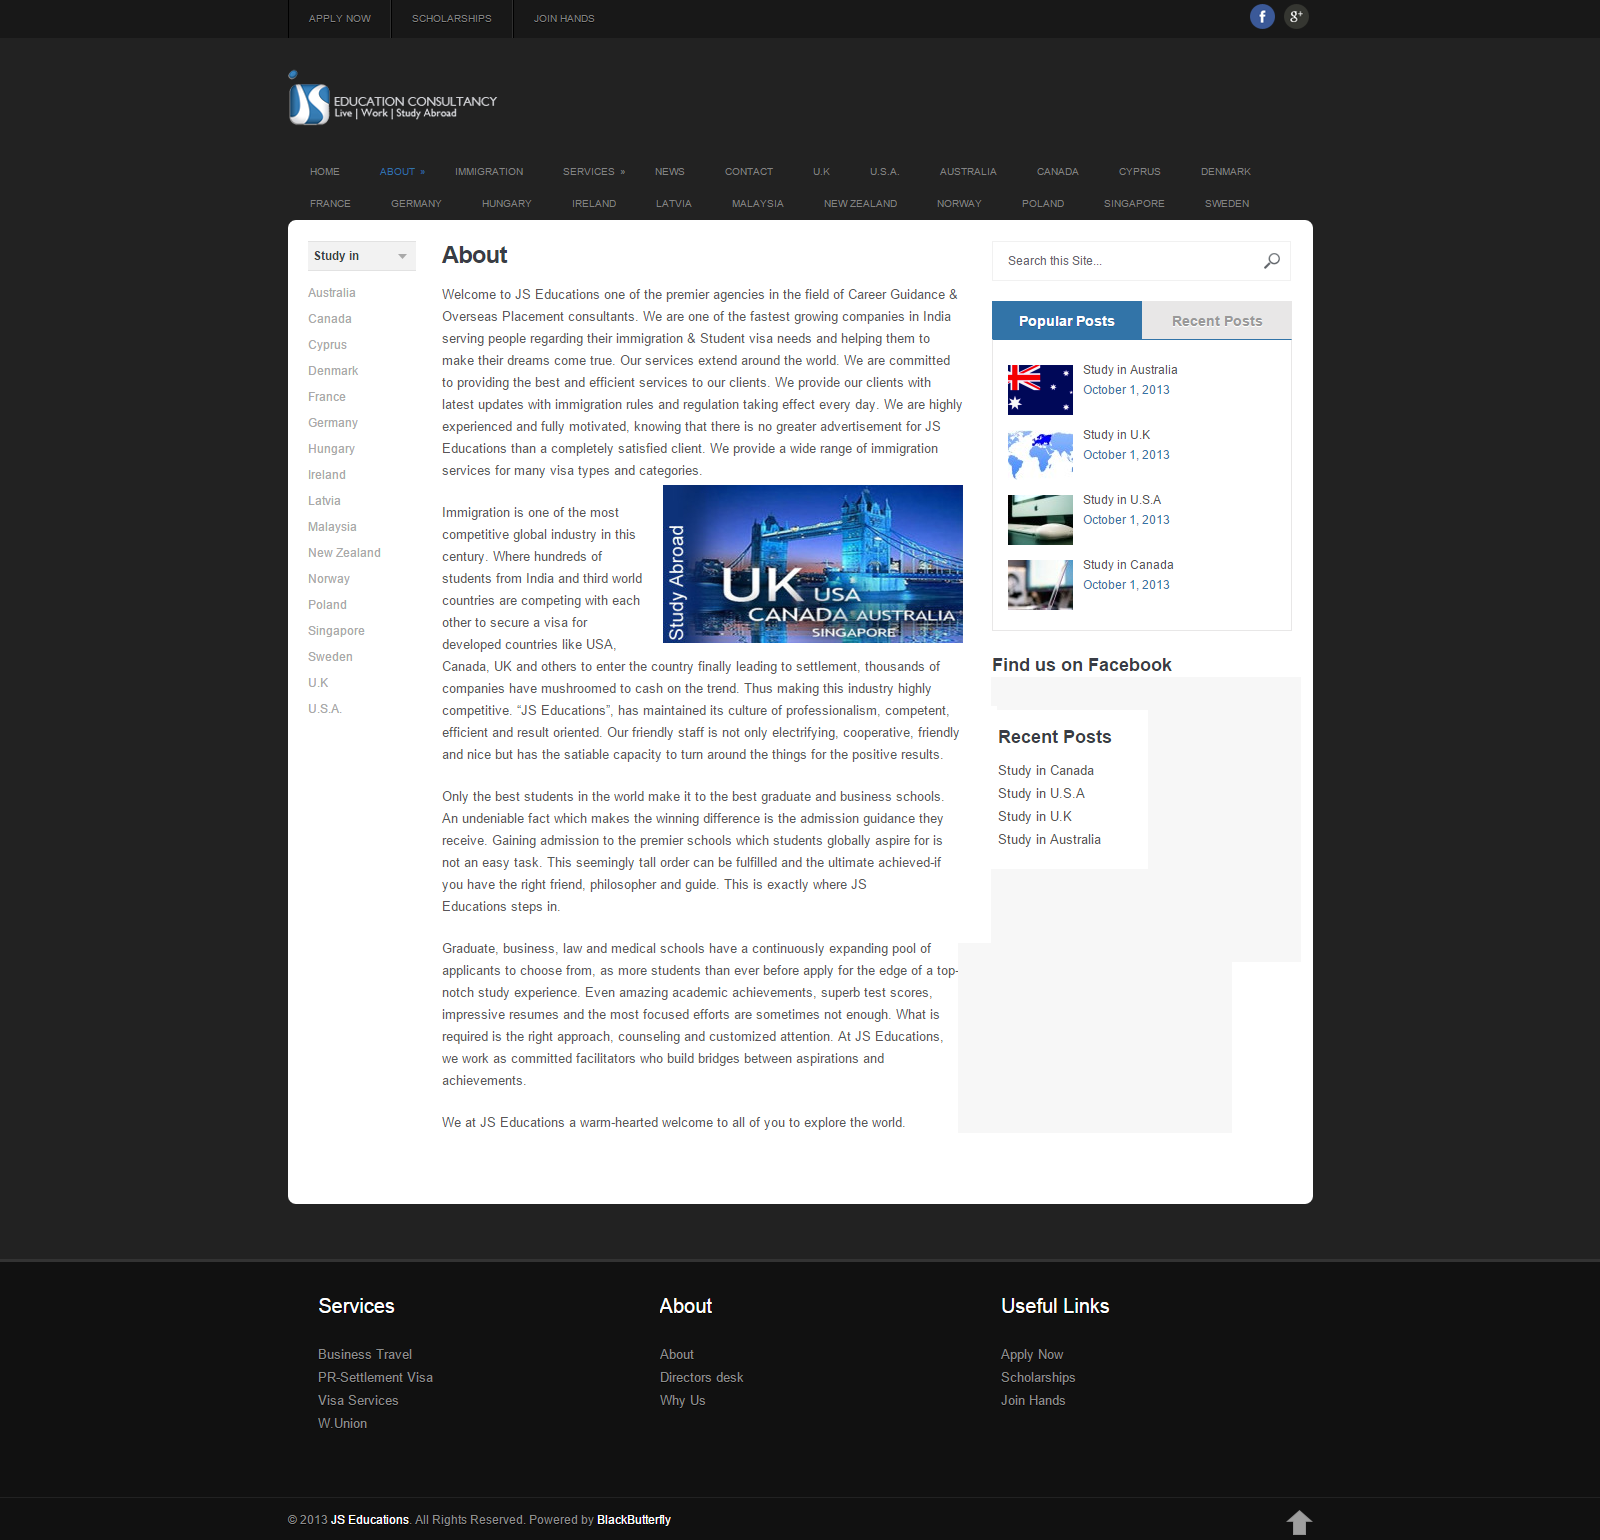 APPLY NOW SCHOLARSHIPS JOIN HANDS
f g+
JS EDUCATION CONSULTANCY
Live | Work | Study Abroad
HOME ABOUT » IMMIGRATION SERVICES » NEWS CONTACT U.K U.S.A. AUSTRALIA CANADA CYPRUS DENMARK
FRANCE GERMANY HUNGARY IRELAND LATVIA MALAYSIA NEW ZEALAND NORWAY POLAND SINGAPORE SWEDEN
Study in
Australia
Canada
Cyprus
Denmark
France
Germany
Hungary
Ireland
Latvia
Malaysia
New Zealand
Norway
Poland
Singapore
Sweden
U.K
U.S.A.
About
Welcome to JS Educations one of the premier agencies in the field of Career Guidance &
Overseas Placement consultants. We are one of the fastest growing companies in India
serving people regarding their immigration & Student visa needs and helping them to
make their dreams come true. Our services extend around the world. We are committed
to providing the best and efficient services to our clients. We provide our clients with
latest updates with immigration rules and regulation taking effect every day. We are highly
experienced and fully motivated, knowing that there is no greater advertisement for JS
Educations than a completely satisfied client. We provide a wide range of immigration
services for many visa types and categories.
Immigration is one of the most
competitive global industry in this
century. Where hundreds of
students from India and third world
countries are competing with each
other to secure a visa for
developed countries like USA,
Canada, UK and others to enter the country finally leading to settlement, thousands of
companies have mushroomed to cash on the trend. Thus making this industry highly
competitive. “JS Educations”, has maintained its culture of professionalism, competent,
efficient and result oriented. Our friendly staff is not only electrifying, cooperative, friendly
and nice but has the satiable capacity to turn around the things for the positive results.
Study Abroad
UK USA
CANADA AUSTRALIA
SINGAPORE
Only the best students in the world make it to the best graduate and business schools.
An undeniable fact which makes the winning difference is the admission guidance they
receive. Gaining admission to the premier schools which students globally aspire for is
not an easy task. This seemingly tall order can be fulfilled and the ultimate achieved-if
you have the right friend, philosopher and guide. This is exactly where JS
Educations steps in.
Graduate, business, law and medical schools have a continuously expanding pool of
applicants to choose from, as more students than ever before apply for the edge of a top-
notch study experience. Even amazing academic achievements, superb test scores,
impressive resumes and the most focused efforts are sometimes not enough. What is
required is the right approach, counseling and customized attention. At JS Educations,
we work as committed facilitators who build bridges between aspirations and
achievements.
We at JS Educations a warm-hearted welcome to all of you to explore the world.
Search this Site...
Popular Posts Recent Posts
Study in Australia
October 1, 2013
Study in U.K
October 1, 2013
Study in U.S.A
October 1, 2013
Study in Canada
October 1, 2013
Find us on Facebook
Recent Posts
Study in Canada
Study in U.S.A
Study in U.K
Study in Australia
Services
Business Travel
PR-Settlement Visa
Visa Services
W.Union
About
About
Directors desk
Why Us
Useful Links
Apply Now
Scholarships
Join Hands
© 2013 JS Educations. All Rights Reserved. Powered by BlackButterfly